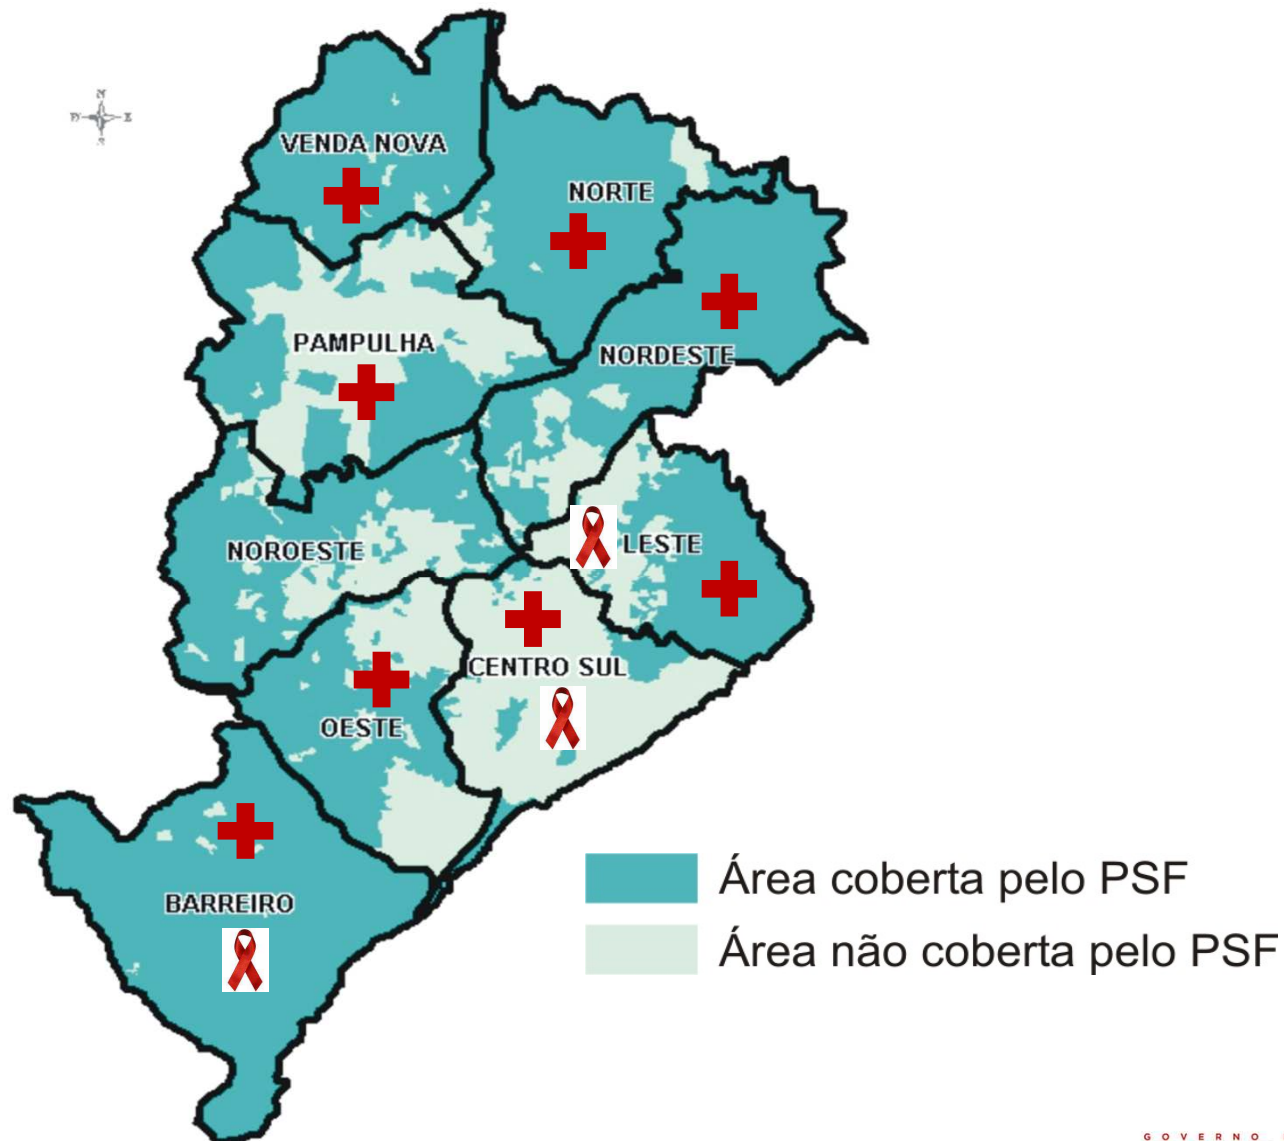 N
W E
S
VENDA NOVA
NORTE
PAMPULHA
NORDESTE
NOROESTE
LESTE
CENTRO SUL
OESTE
BARREIRO
Área coberta pelo PSF
Área não coberta pelo PSF
GOVERNO